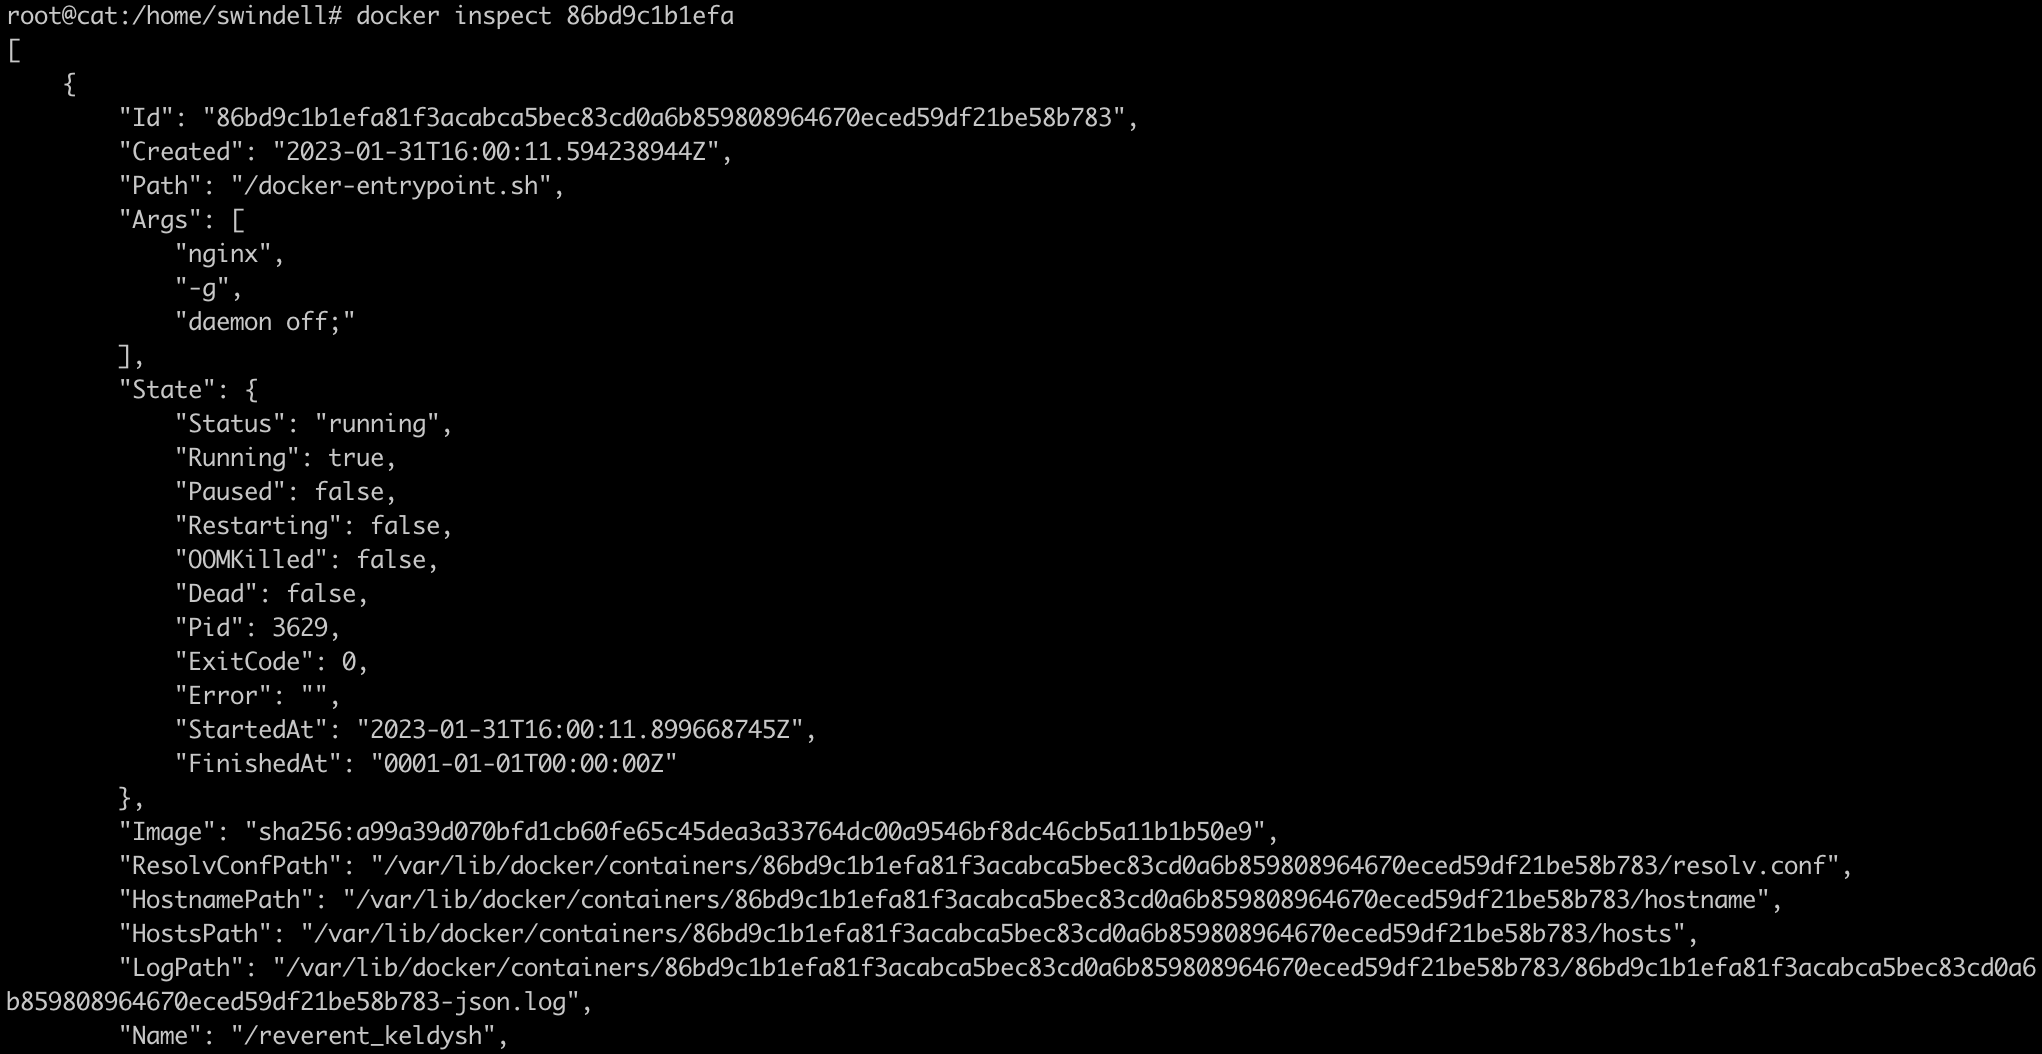 root@cat:/home/swindell# docker inspect 86bd9c1b1efa
[
    {
        "Id": "86bd9c1b1efa81f3acabca5bec83cd0a6b859808964670eced59df21be58b783",
        "Created": "2023-01-31T16:00:11.594238944Z",
        "Path": "/docker-entrypoint.sh",
        "Args": [
            "nginx",
            "-g",
            "daemon off;"
        ],
        "State": {
            "Status": "running",
            "Running": true,
            "Paused": false,
            "Restarting": false,
            "OOMKilled": false,
            "Dead": false,
            "Pid": 3629,
            "ExitCode": 0,
            "Error": "",
            "StartedAt": "2023-01-31T16:00:11.899668745Z",
            "FinishedAt": "0001-01-01T00:00:00Z"
        },
        "Image": "sha256:a99a39d070bfd1cb60fe65c45dea3a33764dc00a9546bf8dc46cb5a11b1b50e9",
        "ResolvConfPath": "/var/lib/docker/containers/86bd9c1b1efa81f3acabca5bec83cd0a6b859808964670eced59df21be58b783/resolv.conf",
        "HostnamePath": "/var/lib/docker/containers/86bd9c1b1efa81f3acabca5bec83cd0a6b859808964670eced59df21be58b783/hostname",
        "HostsPath": "/var/lib/docker/containers/86bd9c1b1efa81f3acabca5bec83cd0a6b859808964670eced59df21be58b783/hosts",
        "LogPath": "/var/lib/docker/containers/86bd9c1b1efa81f3acabca5bec83cd0a6b859808964670eced59df21be58b783/86bd9c1b1efa81f3acabca5bec83cd0a6
b859808964670eced59df21be58b783-json.log",
        "Name": "/reverent_keldysh",